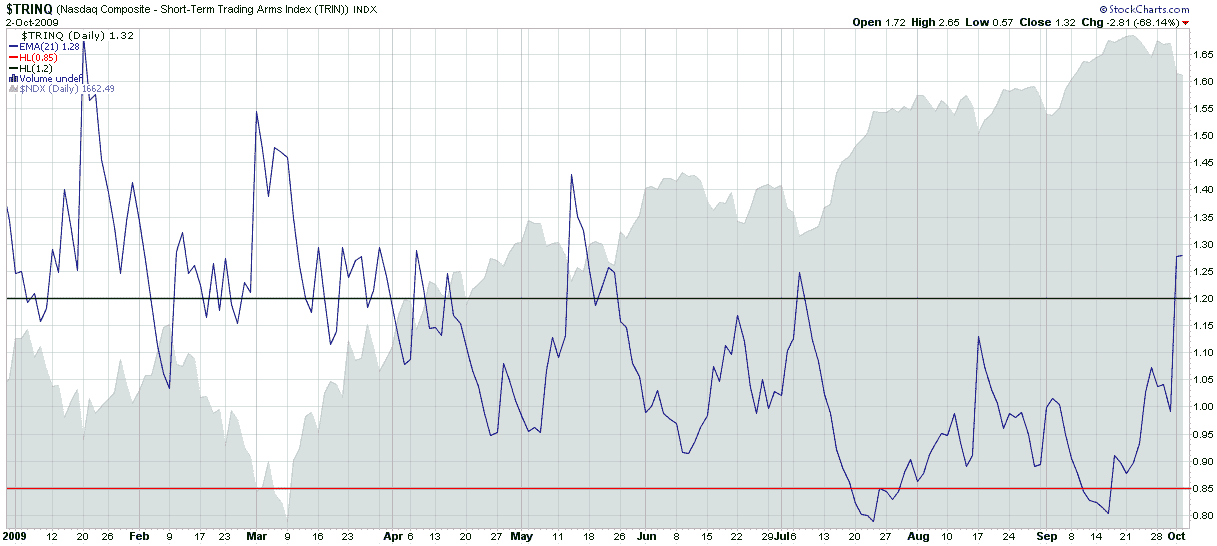 $TRINQ (Nasdaq Composite - Short-Term Trading Arms Index (TRIN)) INDX
© StockCharts.com
2-Oct-2009
Open 1.72 High 2.65 Low 0.57 Close 1.32 Chg -2.81 (-68.14%)
$TRINQ (Daily) 1.32
EMA(21) 1.28
HL(0.85)
HL(1.2)
Volume undef
$NDX (Daily) 1662.49
1.65
1.60
1.55
1.50
1.45
1.40
1.35
1.30
1.25
1.20
1.15
1.10
1.05
1.00
0.95
0.90
0.85
0.80
2009 12 20 26 Feb 9 17 23 Mar 9 16 23 Apr 6 13 20 27 May 11 18 26 Jun 8 15 22 29 Jul 6 13 20 27 Aug 10 17 24 Sep 8 14 21 28 Oct